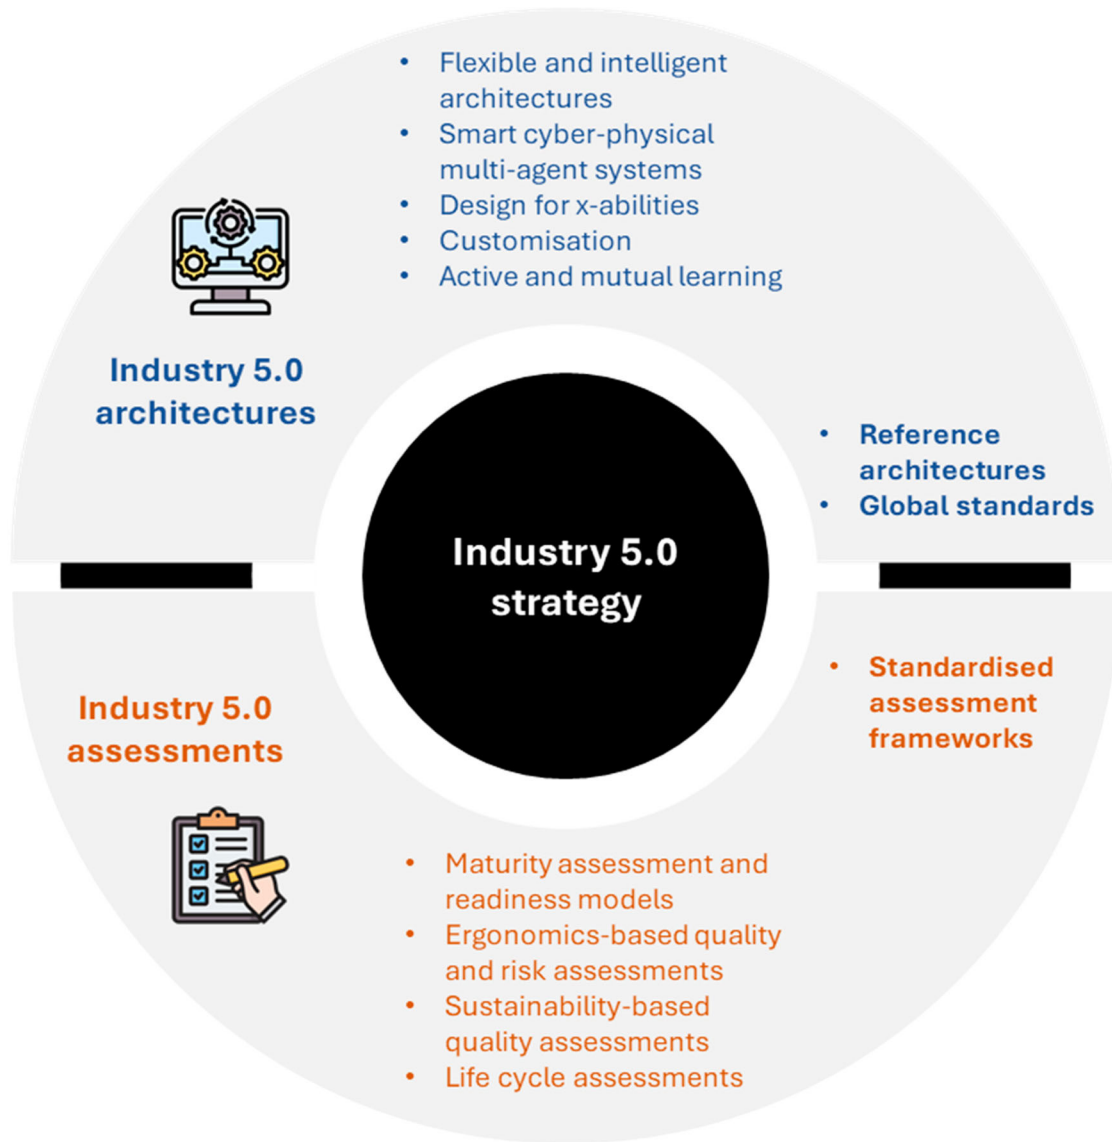 • Flexible and intelligent
architectures
• Smart cyber-physical
multi-agent systems
• Design for x-abilities
• Customisation
• Active and mutual learning
Industry 5.0
architectures
• Reference
architectures
• Global standards
Industry 5.0
strategy
Industry 5.0
assessments
• Standardised
assessment
frameworks
• Maturity assessment and
readiness models
• Ergonomics-based quality
and risk assessments
• Sustainability-based
quality assessments
• Life cycle assessments